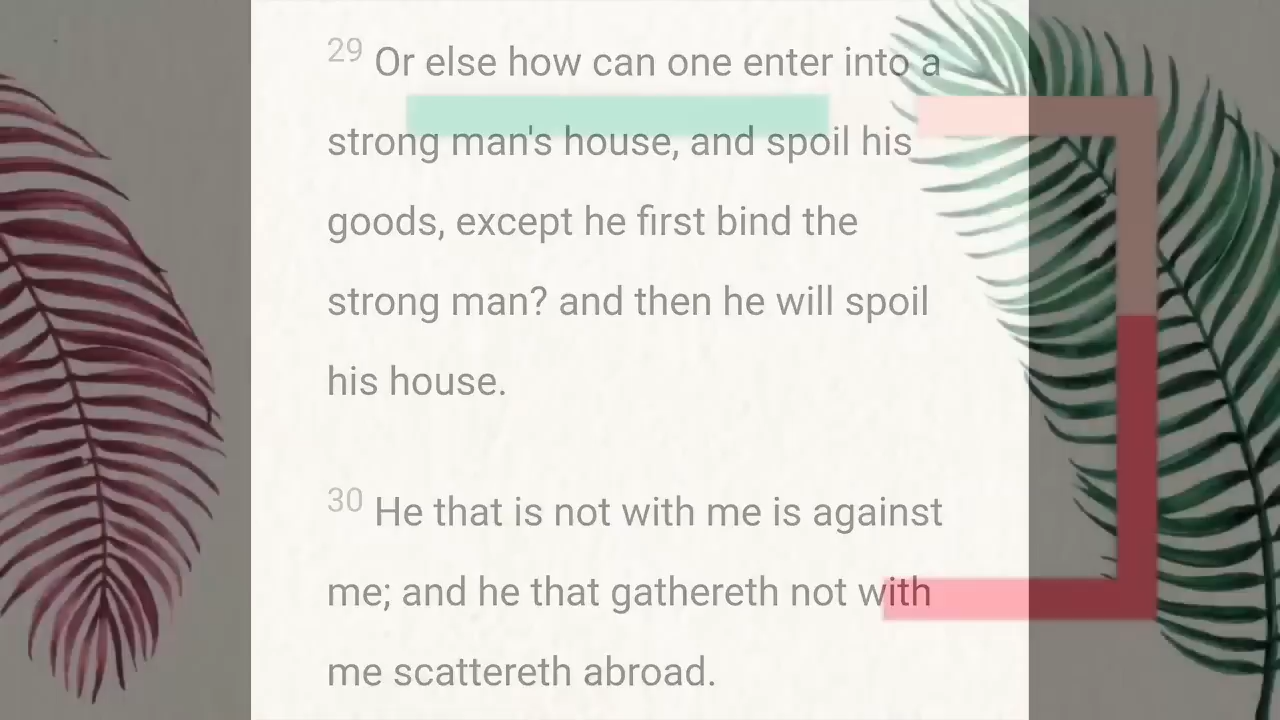 29 Or else how can one enter into a
strong man's house, and spoil his
goods, except he first bind the
strong man? and then he will spoil
his house.
30 He that is not with me is against
me; and he that gathereth not with
me scattereth abroad.